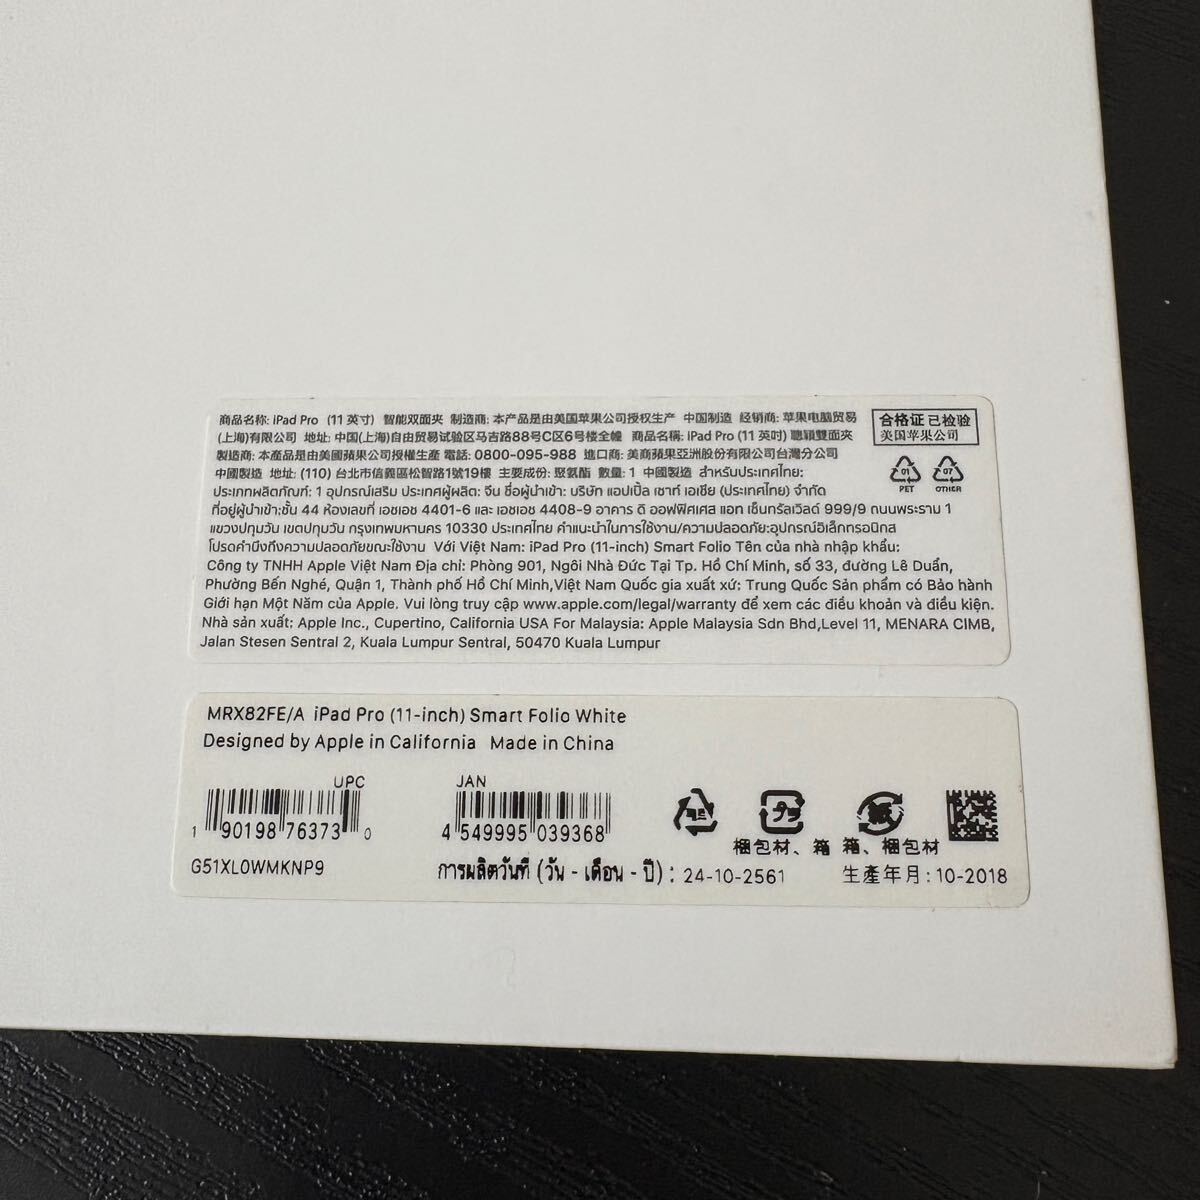 商品名称: iPad Pro (11 英寸) 智能双面夹 制造商: 本产品是由美国苹果公司授权生产 中国制造 经销商: 苹果电脑贸易
(上海)有限公司 地址: 中国(上海)自由贸易试验区马吉路88号C区6号楼全幢 商品名稱: iPad Pro (11 英吋) 聰穎雙面夾
製造商: 本產品是由美國蘋果公司授權生產 電話: 0800-095-988 進口商: 美商蘋果亞洲股份有限公司台灣分公司
中國製造 地址: (110) 台北市信義區松智路1號19樓 主要成份: 聚氨酯 數量: 1 中國製造 สำหรับประเทศไทย:
ประเภทผลิตภัณฑ์: 1 อุปกรณ์เสริม ประเทศผู้ผลิต: จีน ชื่อผู้นำเข้า: บริษัท แอปเปิ้ล เซาท์ เอเชีย (ประเทศไทย) จำกัด
ที่อยู่ผู้นำเข้า:ชั้น 44 ห้องเลขที่ เอชเอช 4401-6 และ เอชเอช 4408-9 อาคาร ดิ ออฟฟิศเศส แอท เซ็นทรัลเวิลด์ 999/9 ถนนพระราม 1
แขวงปทุมวัน เขตปทุมวัน กรุงเทพมหานคร 10330 ประเทศไทย คำแนะนำในการใช้งาน/ความปลอดภัย:อุปกรณ์อิเล็กทรอนิกส์
โปรดคำนึงถึงความปลอดภัยขณะใช้งาน Với Việt Nam: iPad Pro (11-inch) Smart Folio Tên của nhà nhập khẩu:
Công ty TNHH Apple Việt Nam Địa chỉ: Phòng 901, Ngôi Nhà Đức Tại Tp. Hồ Chí Minh, số 33, đường Lê Duẩn,
Phường Bến Nghé, Quận 1, Thành phố Hồ Chí Minh,Việt Nam Quốc gia xuất xứ: Trung Quốc Sản phẩm có Bảo hành
Giới hạn Một Năm của Apple. Vui lòng truy cập www.apple.com/legal/warranty để xem các điều khoản và điều kiện.
Nhà sản xuất: Apple Inc., Cupertino, California USA For Malaysia: Apple Malaysia Sdn Bhd,Level 11, MENARA CIMB,
Jalan Stesen Sentral 2, Kuala Lumpur Sentral, 50470 Kuala Lumpur
合格证 已检验
美国苹果公司
01 07
PET OTHER
MRX82FE/A iPad Pro (11-inch) Smart Folio White
Designed by Apple in California Made in China
UPC JAN
1 90198 76373 0 4 549995 039368
プラ
梱包材、箱 箱、梱包材
G51XL0WMKNP9 การผลิตวันที่ (วัน - เดือน - ปี) : 24-10-2561 生產年月: 10-2018